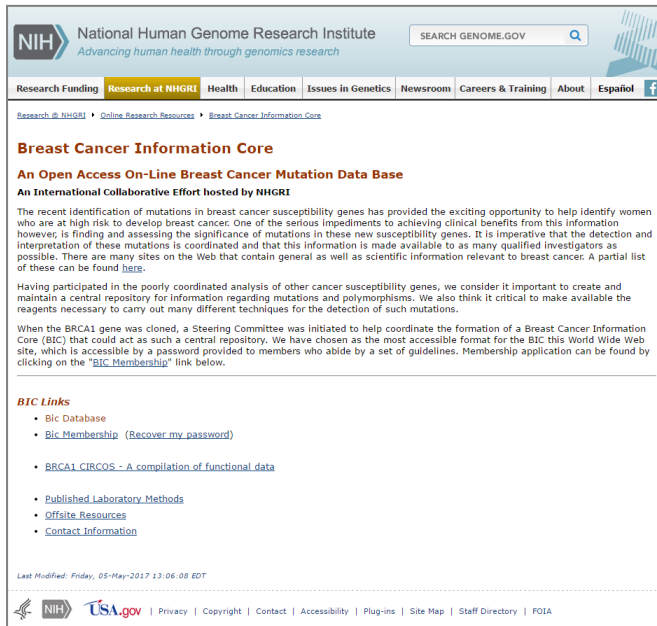 NIH
National Human Genome Research Institute
Advancing human health through genomics research
SEARCH GENOME.GOV
Research Funding Research at NHGRI Health Education Issues in Genetics Newsroom Careers & Training About Español f
Research @ NHGRI Online Research Resources Breast Cancer Information Core
Breast Cancer Information Core
An Open Access On-Line Breast Cancer Mutation Data Base
An International Collaborative Effort hosted by NHGRI
The recent identification of mutations in breast cancer susceptibility genes has provided the exciting opportunity to help identify women
who are at high risk to develop breast cancer. One of the serious impediments to achieving clinical benefits from this information
however, is finding and assessing the significance of mutations in these new susceptibility genes. It is imperative that the detection and
interpretation of these mutations is coordinated and that this information is made available to as many qualified investigators as
possible. There are many sites on the Web that contain general as well as scientific information relevant to breast cancer. A partial list
of these can be found here.
Having participated in the poorly coordinated analysis of other cancer susceptibility genes, we consider it important to create and
maintain a central repository for information regarding mutations and polymorphisms. We also think it critical to make available the
reagents necessary to carry out many different techniques for the detection of such mutations.
When the BRCA1 gene was cloned, a Steering Committee was initiated to help coordinate the formation of a Breast Cancer Information
Core (BIC) that could act as such a central repository. We have chosen as the most accessible format for the BIC this World Wide Web
site, which is accessible by a password provided to members who abide by a set of guidelines. Membership application can be found by
clicking on the "BIC Membership" link below.
BIC Links
• Bic Database
• Bic Membership (Recover my password)
• BRCA1 CIRCOS - A compilation of functional data
• Published Laboratory Methods
• Offsite Resources
• Contact Information
Last Modified: Friday, 05-May-2017 13:06:08 EDT
NIH USA.gov | Privacy | Copyright | Contact | Accessibility | Plug-ins | Site Map | Staff Directory | FOIA